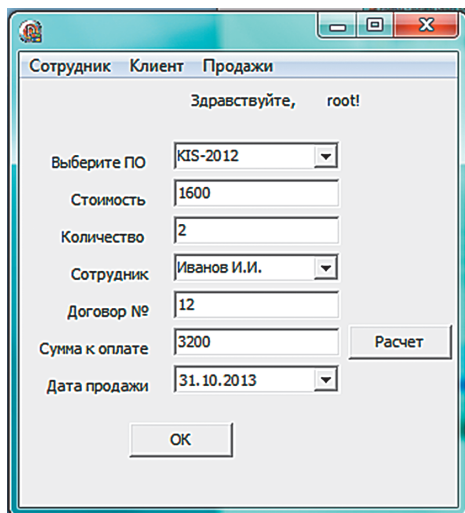 Сотрудник Клиент Продажи
Здравствуйте, root!
Выберите ПО KIS-2012
Стоимость 1600
Количество 2
Сотрудник Иванов И.И.
Договор № 12
Сумма к оплате 3200 Расчет
Дата продажи 31.10.2013
ОК